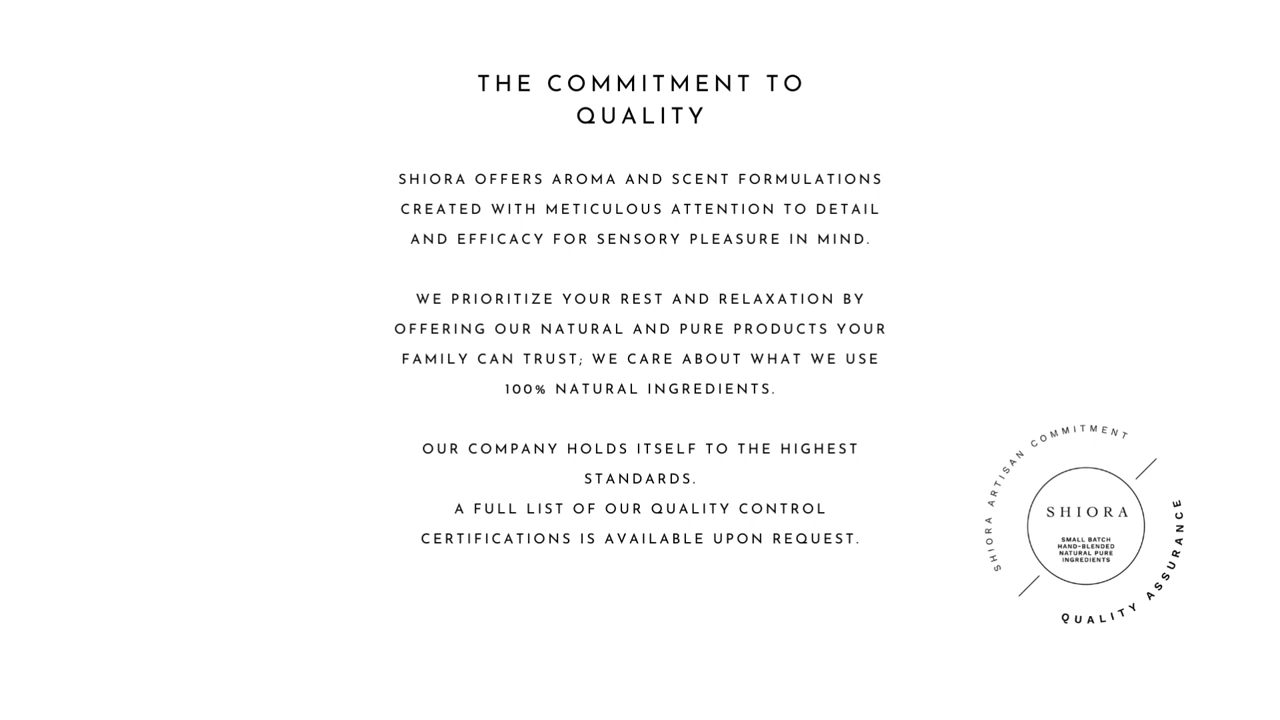 THE COMMITMENT TO
QUALITY
SHIORA OFFERS AROMA AND SCENT FORMULATIONS
CREATED WITH METICULOUS ATTENTION TO DETAIL
AND EFFICACY FOR SENSORY PLEASURE IN MIND.
WE PRIORITIZE YOUR REST AND RELAXATION BY
OFFERING OUR NATURAL AND PURE PRODUCTS YOUR
FAMILY CAN TRUST; WE CARE ABOUT WHAT WE USE
100% NATURAL INGREDIENTS.
OUR COMPANY HOLDS ITSELF TO THE HIGHEST
STANDARDS.
A FULL LIST OF OUR QUALITY CONTROL
CERTIFICATIONS IS AVAILABLE UPON REQUEST.
SHIORA ARTISAN COMMITMENT
SHIORA
SMALL BATCH
HAND-BLENDED
NATURAL PURE
INGREDIENTS
QUALITY ASSURANCE